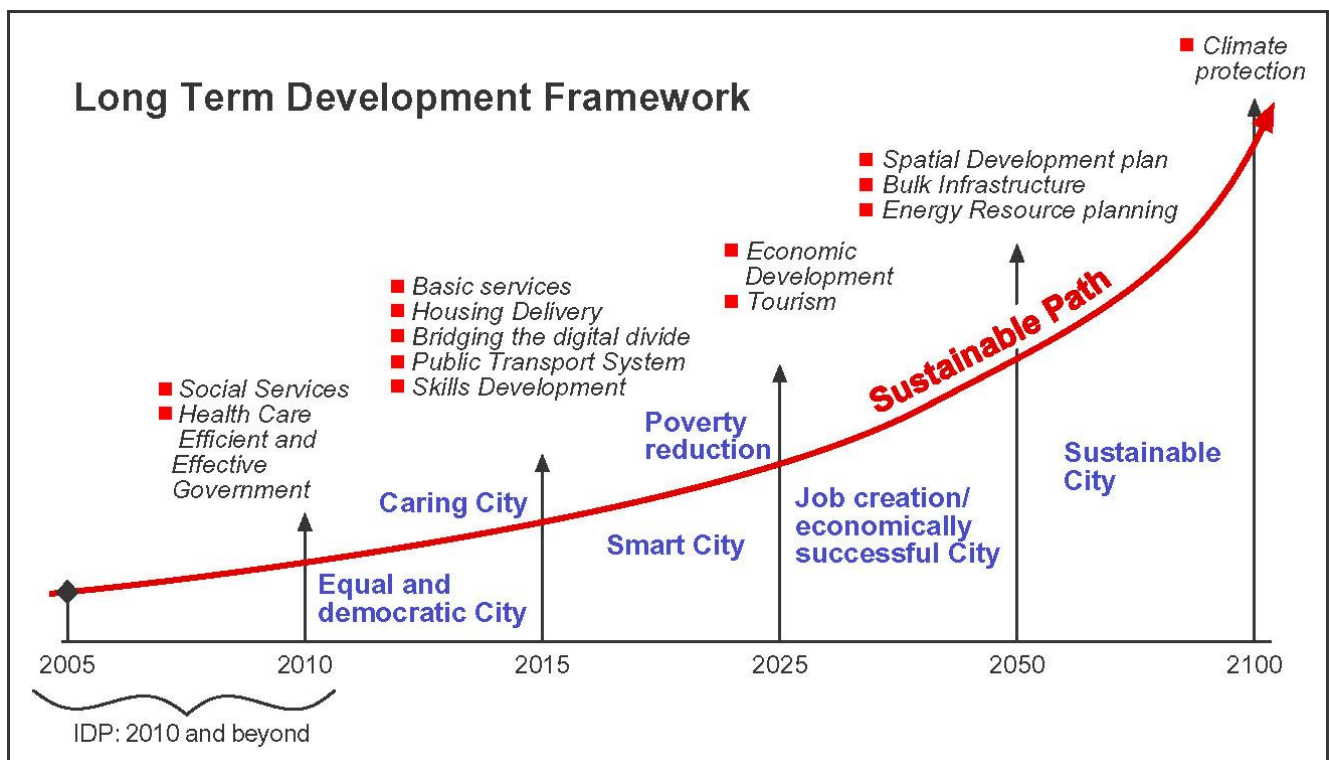 Long Term Development Framework
Climate
protection
Spatial Development plan
Bulk Infrastructure
Energy Resource planning
Economic
Development
Tourism
Basic services
Housing Delivery
Bridging the digital divide
Public Transport System
Skills Development
Social Services
Health Care
Efficient and
Effective
Government
Sustainable Path
Poverty
reduction
Caring City
Sustainable
City
Smart City
Job creation/
economically
successful City
Equal and
democratic City
2005 2010 2015 2025 2050 2100
IDP: 2010 and beyond